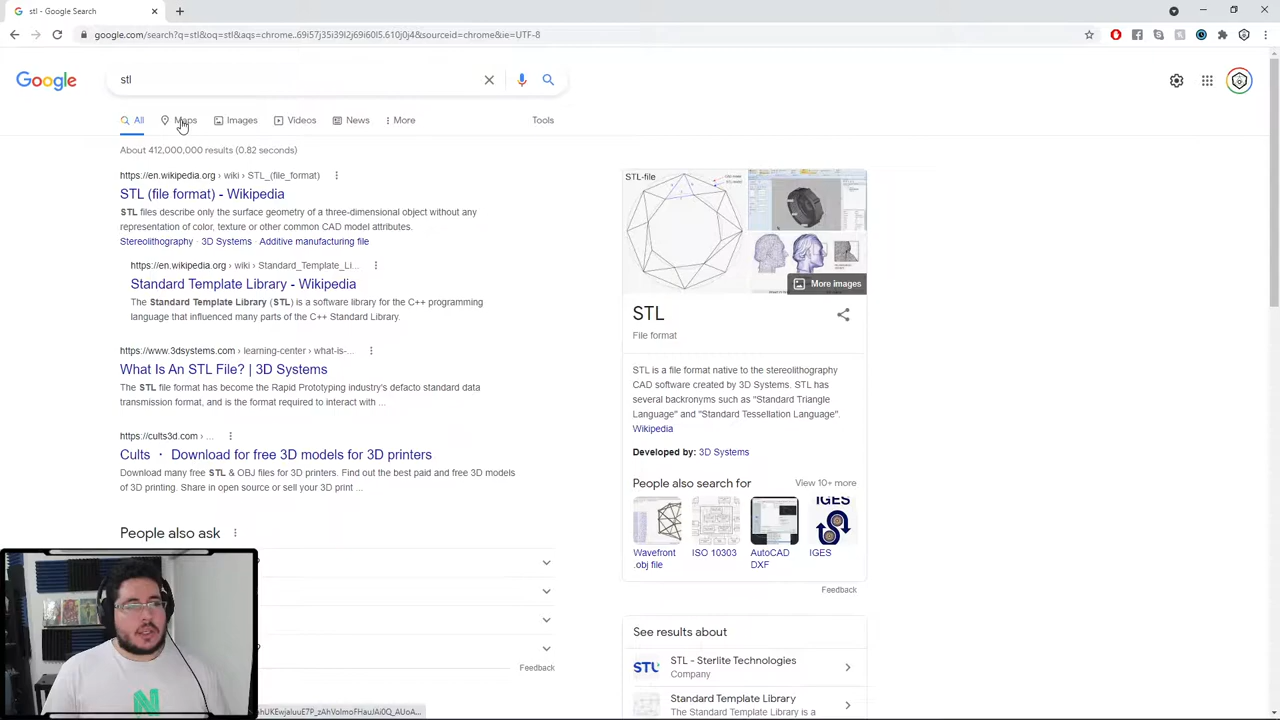 stl - Google Search
google.com/search?q=stl&oq=stl&aqs=chrome..69i57j35i39l2j69i60l5.610j0j4&sourceid=chrome&ie=UTF-8
Google
stl
All
Maps
Images
Videos
News
More
Tools
About 412,000,000 results (0.82 seconds)
https://en.wikipedia.org › wiki › STL_(file_format)
STL (file format) - Wikipedia
STL files describe only the surface geometry of a three-dimensional object without any
representation of color, texture or other common CAD model attributes.
Stereolithography · 3D Systems · Additive manufacturing file
https://en.wikipedia.org › wiki › Standard_Template_Li...
Standard Template Library - Wikipedia
The Standard Template Library (STL) is a software library for the C++ programming
language that influenced many parts of the C++ Standard Library.
https://www.3dsystems.com › learning-center › what-is-...
What Is An STL File? | 3D Systems
The STL file format has become the Rapid Prototyping industry's defacto standard data
transmission format, and is the format required to interact with ...
https://cults3d.com › ...
Cults · Download for free 3D models for 3D printers
Download many free STL & OBJ files for 3D printers. Find out the best paid and free 3D models
of 3D printing. Share in open source or sell your 3D print ...
People also ask
Feedback
STL-file
More images
STL
File format
STL is a file format native to the stereolithography
CAD software created by 3D Systems. STL has
several backronyms such as "Standard Triangle
Language" and "Standard Tessellation Language".
Wikipedia
Developed by: 3D Systems
People also search for
View 10+ more
IGES
Wavefront
.obj file
ISO 10303
AutoCAD
DXF
IGES
Feedback
See results about
STL
STL - Sterlite Technologies
Company
Standard Template Library
The Standard Template Library is a
N